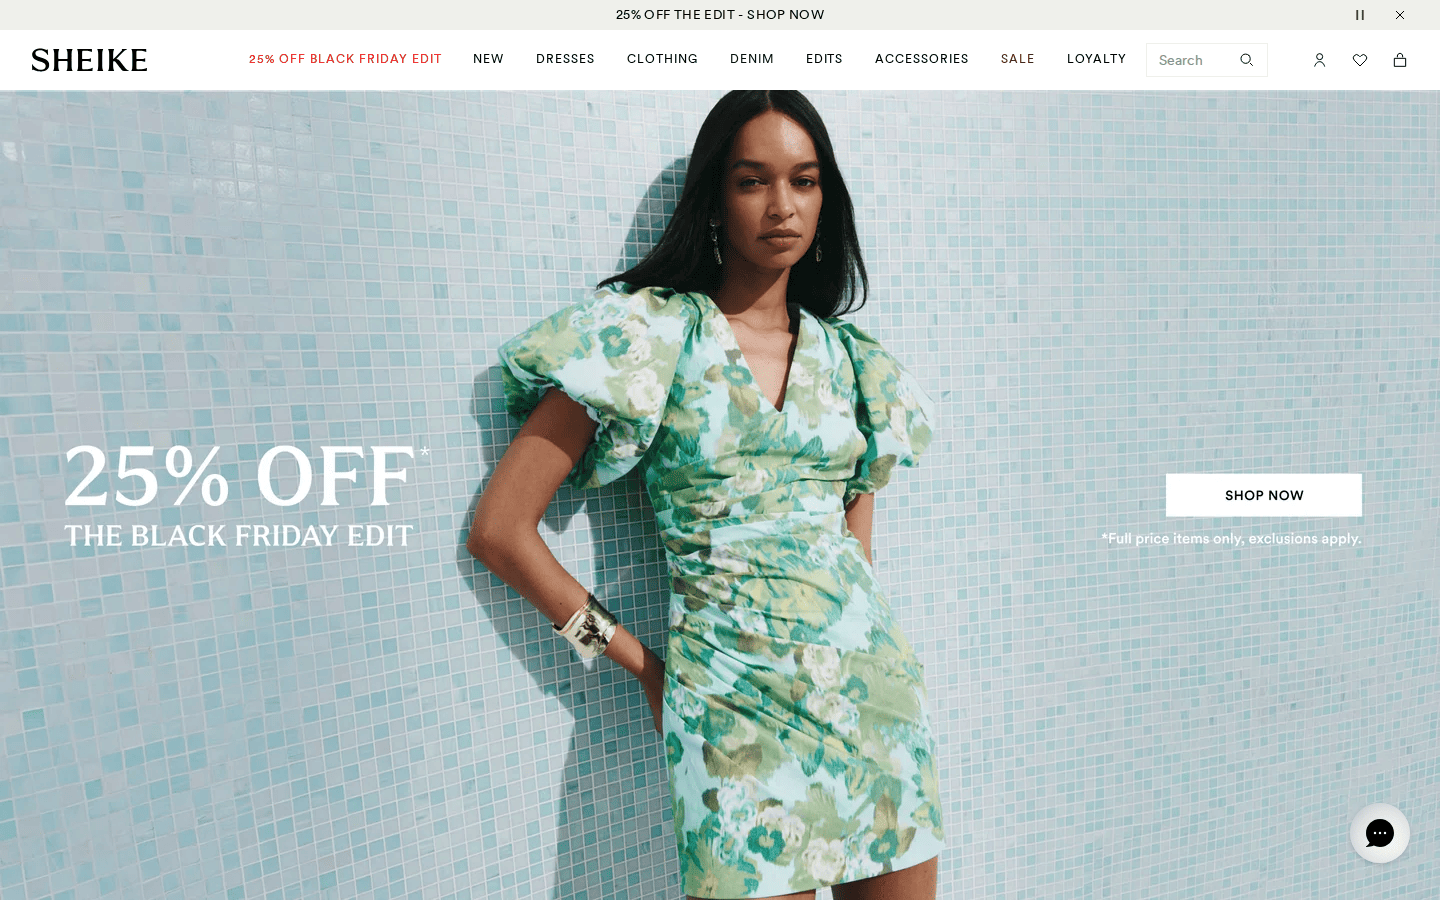 25% OFF THE EDIT - SHOP NOW
SHEIKE
25% OFF BLACK FRIDAY EDIT
NEW
DRESSES
CLOTHING
DENIM
EDITS
ACCESSORIES
SALE
LOYALTY
Search
25% OFF*
THE BLACK FRIDAY EDIT
SHOP NOW
*Full price items only, exclusions apply.